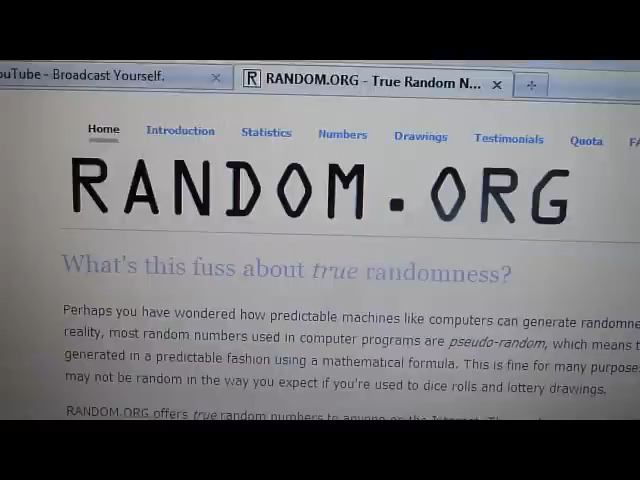 ouTube - Broadcast Yourself.
RANDOM.ORG - True Random N...
Home Introduction Statistics Numbers Drawings Testimonials Quota FA
RANDOM.ORG
What's this fuss about true randomness?
Perhaps you have wondered how predictable machines like computers can generate randomne
reality, most random numbers used in computer programs are pseudo-random, which means t
generated in a predictable fashion using a mathematical formula. This is fine for many purpose
may not be random in the way you expect if you're used to dice rolls and lottery drawings.
RANDOM.ORG offers true random numbers to anyone on the Internet.